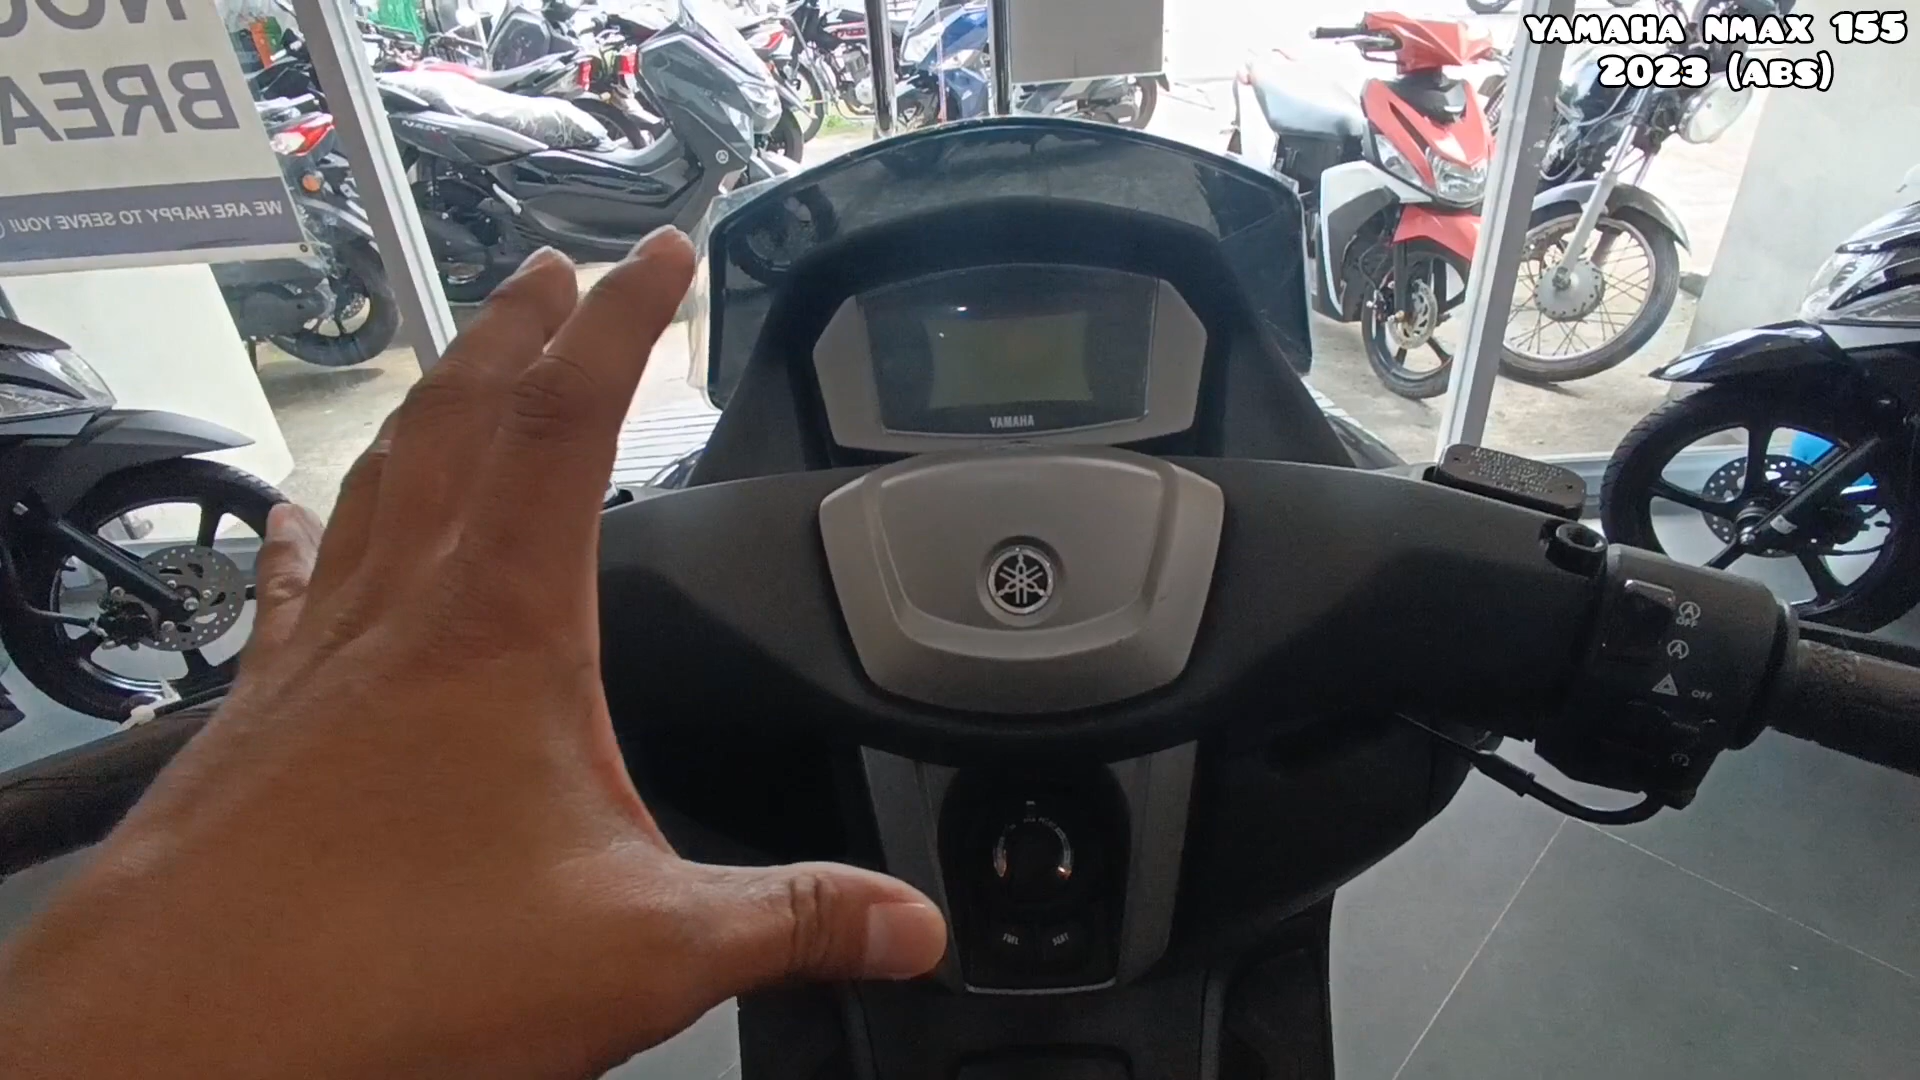 YAMAHA NMAX 155
2023 (ABS)
BREA
WE ARE HAPPY TO SERVE YOU!
YAMAHA
OFF
OFF
FUEL
SEAT